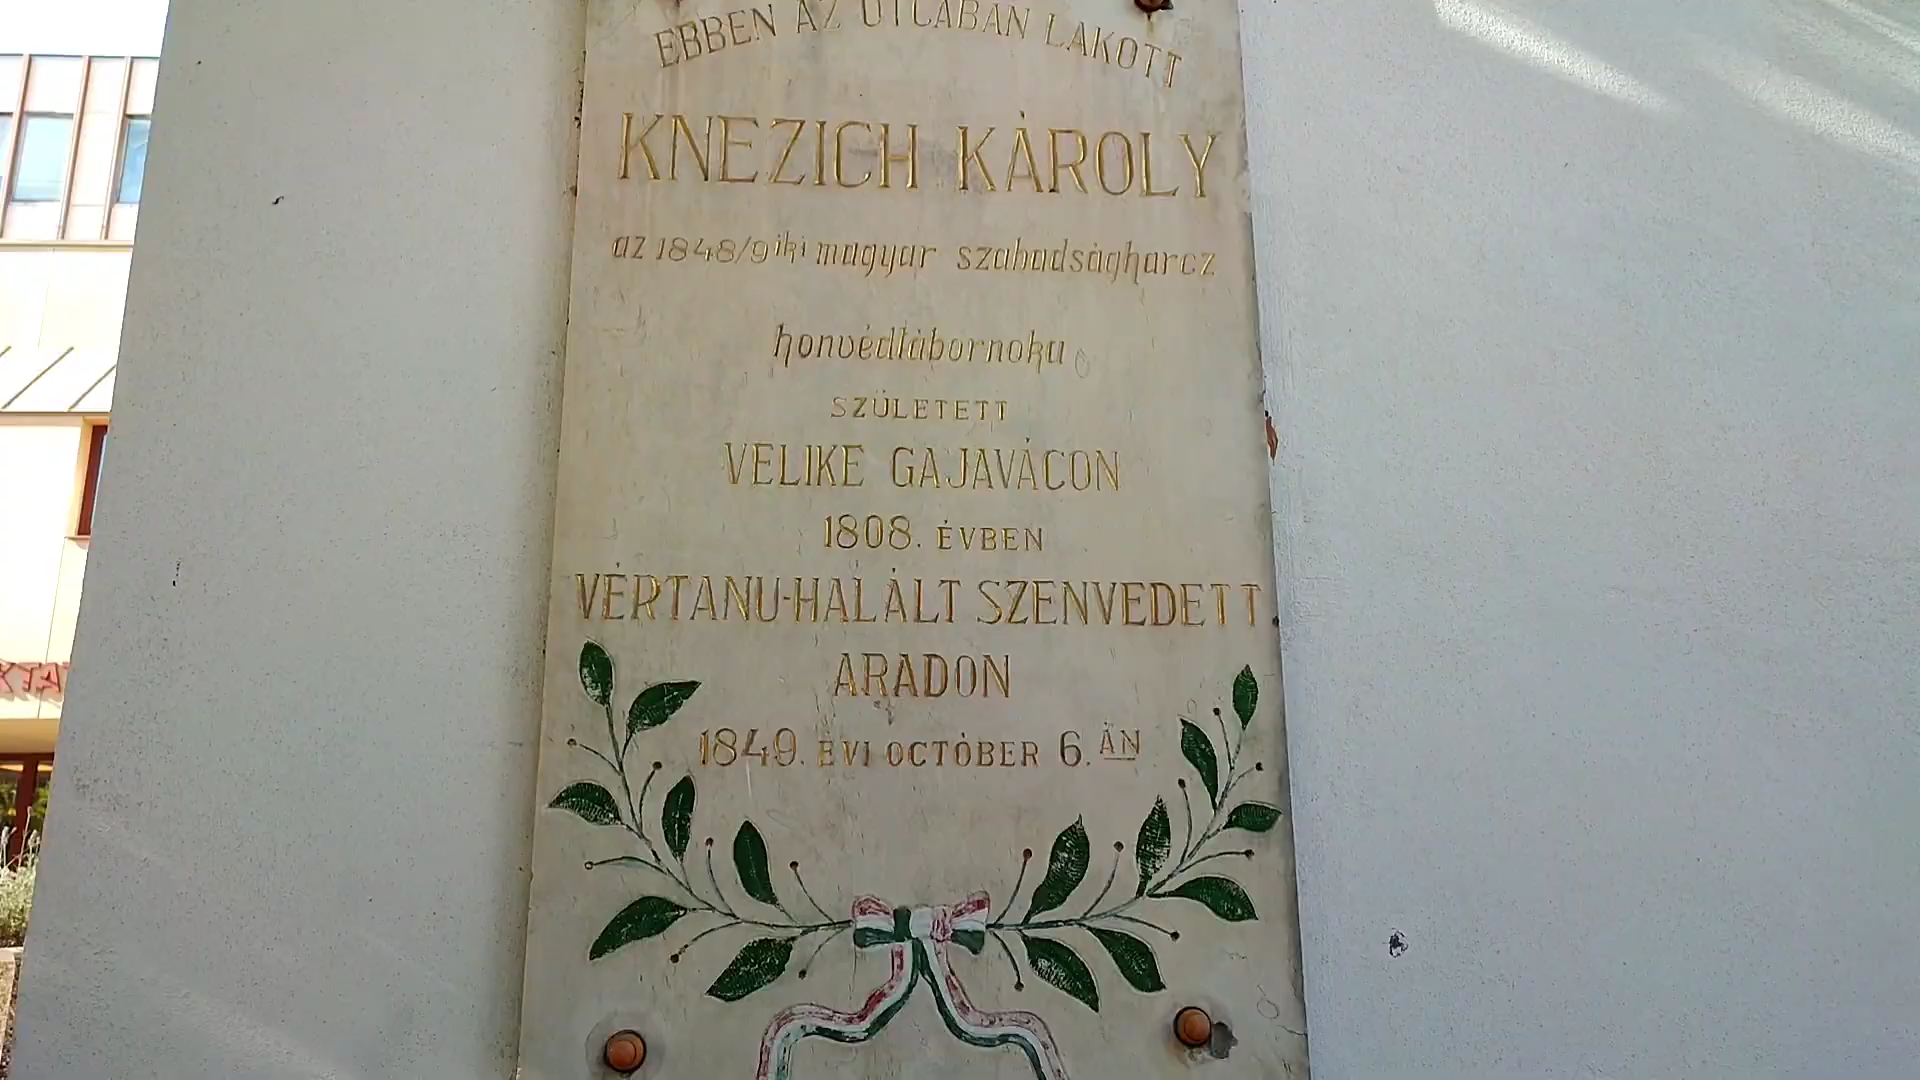 EBBEN AZ UTCÁBAN LAKOTT
KNEZICH KÁROLY
az 1848/9iki magyar szabadságharcz
honvédtábornoka
SZÜLETETT
VELIKE GAJAVÁCON
1808. ÉVBEN
VÉRTANU-HALÁLT SZENVEDETT
ARADON
1849. ÉVI OCTÓBER 6. ÁN